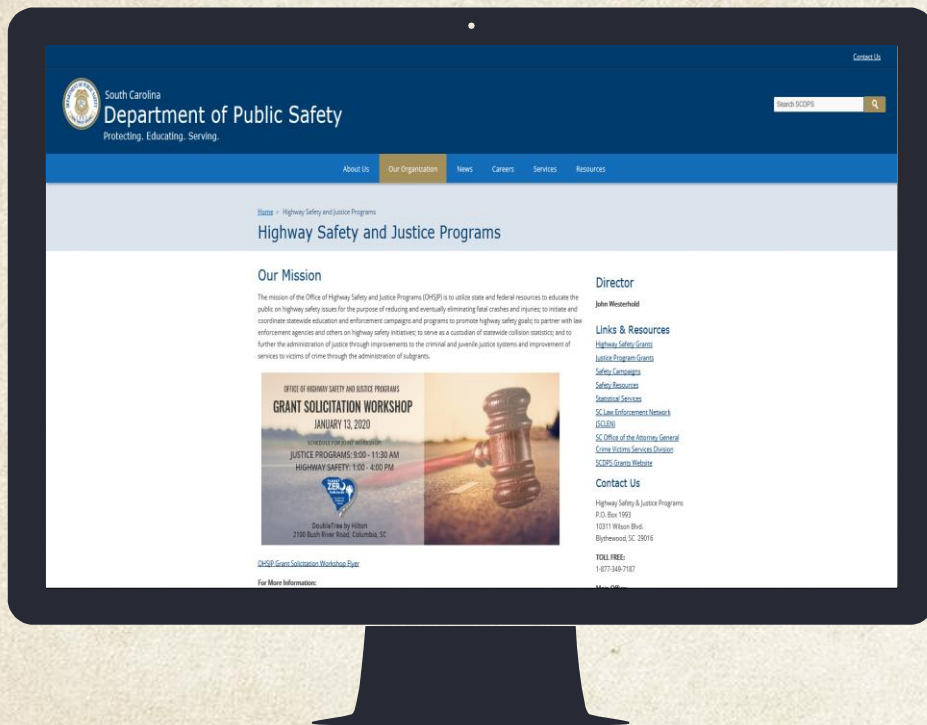 Contact Us
South Carolina
Department of Public Safety
Protecting. Educating. Serving.
Search SCDPS
About Us Our Organization News Careers Services Resources
Home Highway Safety and Justice Programs
Highway Safety and Justice Programs
Our Mission
The mission of the Office of Highway Safety and Justice Programs (OHSJP) is to utilize state and federal resources to educate the
public on highway safety issues for the purpose of reducing and eventually eliminating fatal crashes and injuries; to initiate and
coordinate statewide education and enforcement campaigns and programs to promote highway safety goals; to partner with law
enforcement agencies and others on highway safety initiatives; to serve as a custodian of statewide collision statistics; and to
further the administration of justice through improvements to the criminal and juvenile justice systems and improvement of
services to victims of crime through the administration of subgrants.
OFFICE OF HIGHWAY SAFETY AND JUSTICE PROGRAMS
GRANT SOLICITATION WORKSHOP
JANUARY 13, 2020
SCHEDULE FOR JOINT WORKSHOP:
JUSTICE PROGRAMS: 9:00 - 11:30 AM
HIGHWAY SAFETY: 1:00 - 4:00 PM
TARGET
ZERO
DoubleTree by Hilton
2100 Bush River Road, Columbia, SC
OHSJP Grant Solicitation Workshop Flyer
For More Information:
Director
John Westerhold
Links & Resources
Highway Safety Grants
Justice Program Grants
Safety Campaigns
Safety Resources
Statistical Services
SC Law Enforcement Network
(SCLEN)
SC Office of the Attorney General
Crime Victims Services Division
SCDPS Grants Website
Contact Us
Highway Safety & Justice Programs
P.O. Box 1993
10311 Wilson Blvd.
Blythewood, SC 29016
TOLL FREE:
1-877-349-7187